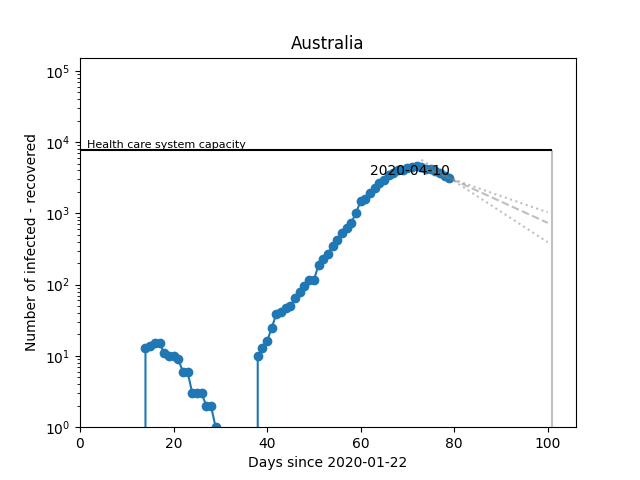 Australia
Number of infected - recovered
10^5
10^4
10^3
10^2
10^1
10^0
Health care system capacity
2020-04-10
0 20 40 60 80 100
Days since 2020-01-22